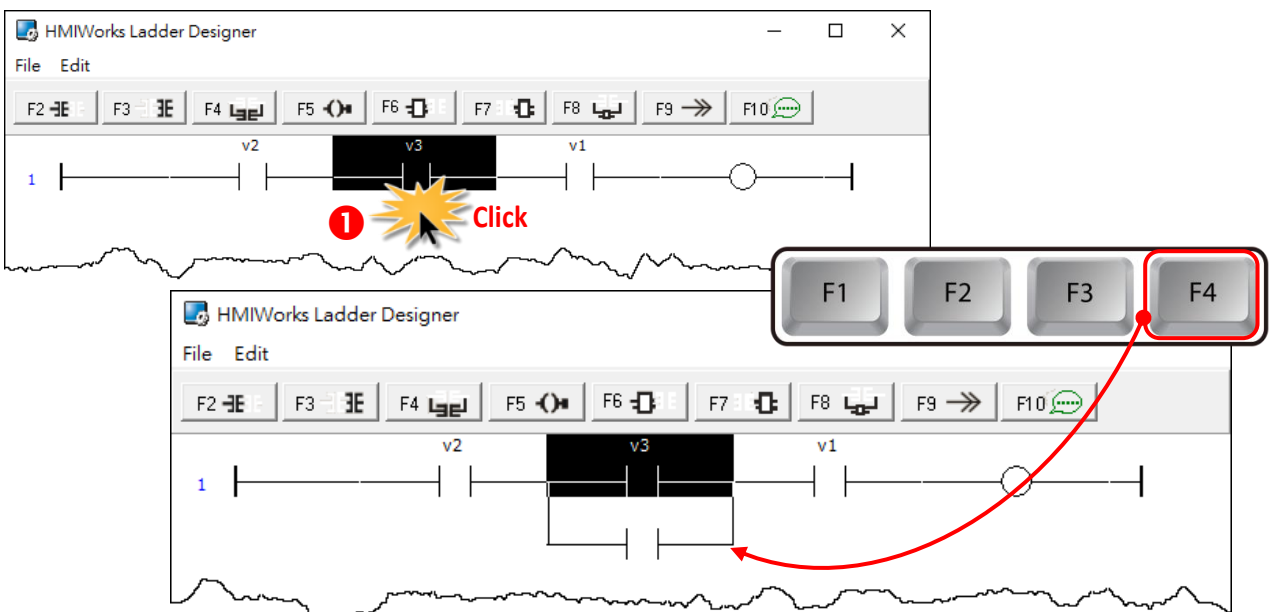 HMIWorks Ladder Designer
File Edit
F2 F3 F4 F5 F6 F7 F8 F9 F10
v2 v3 v1
1
1 Click
F1 F2 F3 F4
HMIWorks Ladder Designer
File Edit
F2 F3 F4 F5 F6 F7 F8 F9 F10
v2 v3 v1
1